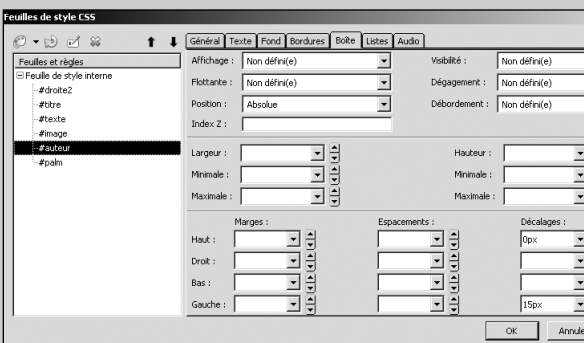 Feuilles de style CSS
Général Texte Fond Bordures Boîte Listes Audio
Feuilles et règles
Feuille de style interne
#droite2
#titre
#texte
#image
#auteur
#palm
Affichage : Non défini(e) Visibilité : Non défini(e)
Flottante : Non défini(e) Dégagement : Non défini(e)
Position : Absolue Débordement : Non défini(e)
Index Z :
Largeur : Hauteur :
Minimale : Minimale :
Maximale : Maximale :
Marges : Espacements : Décalages :
Haut : 0px
Droit :
Bas :
Gauche : 15px
OK Annule